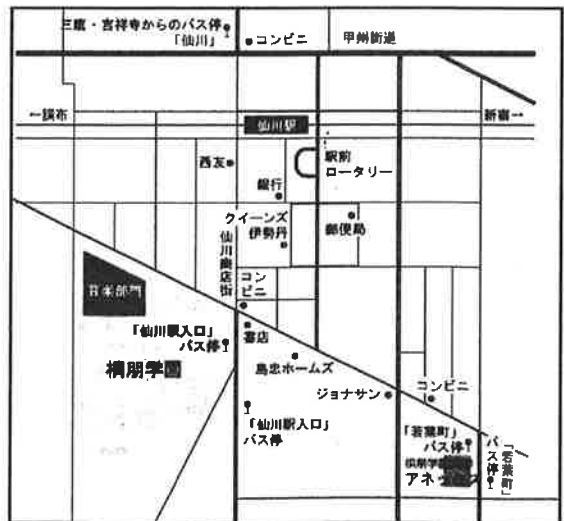 三鷹・吉祥寺からのバス停
「仙川」
コンビニ
甲州街道
←調布
仙川駅
新宿→
西友
駅前
ロータリー
銀行
クイーンズ
伊勢丹
郵便局
仙川商店街
コン
ビニ
音楽部門
「仙川駅入口」
バス停
書店
桐朋学園
島忠ホームズ
ジョナサン
コンビニ
「仙川駅入口」
バス停
「若葉町」
バス停
アネックス
「若葉町」
バス停